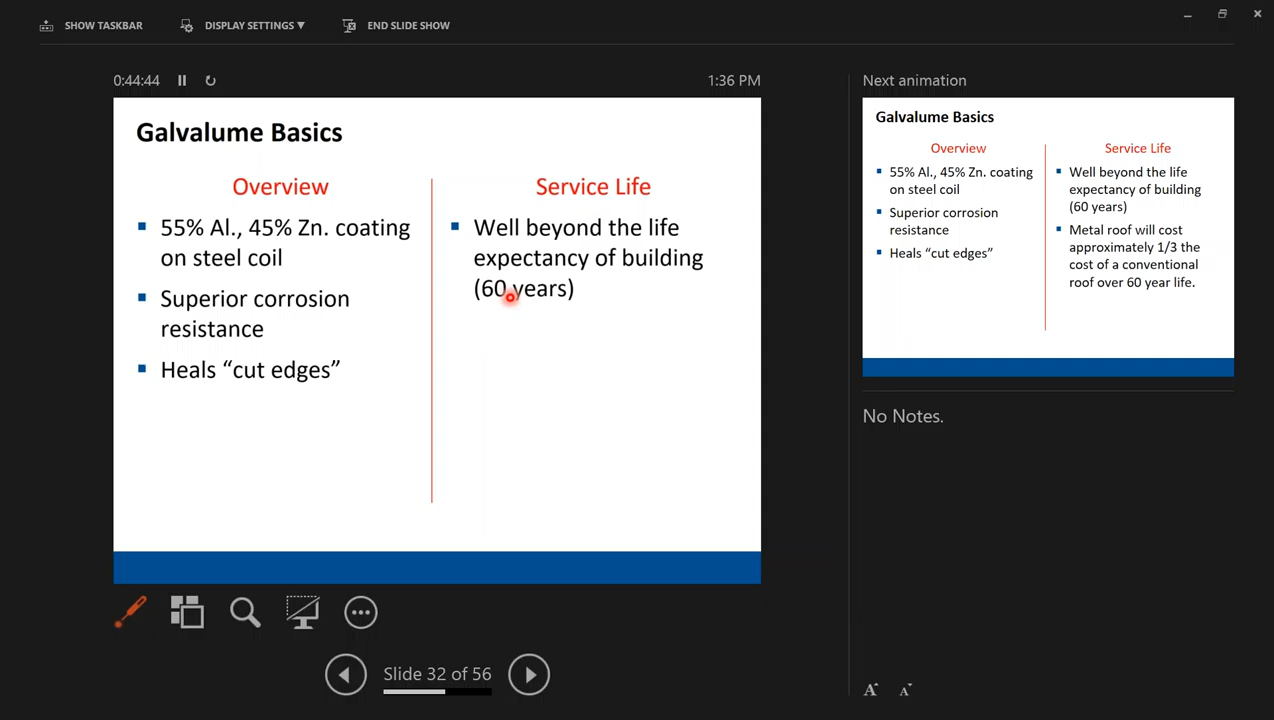 SHOW TASKBAR
DISPLAY SETTINGS ▼
END SLIDE SHOW
0:44:44
1:36 PM
Galvalume Basics
Overview
▪ 55% Al., 45% Zn. coating
on steel coil
▪ Superior corrosion
resistance
▪ Heals “cut edges”
Service Life
▪ Well beyond the life
expectancy of building
(60 years)
Slide 32 of 56
Next animation
Galvalume Basics
Overview
▪ 55% Al., 45% Zn. coating
on steel coil
▪ Superior corrosion
resistance
▪ Heals “cut edges”
Service Life
▪ Well beyond the life
expectancy of building
(60 years)
▪ Metal roof will cost
approximately 1/3 the
cost of a conventional
roof over 60 year life.
No Notes.
A A